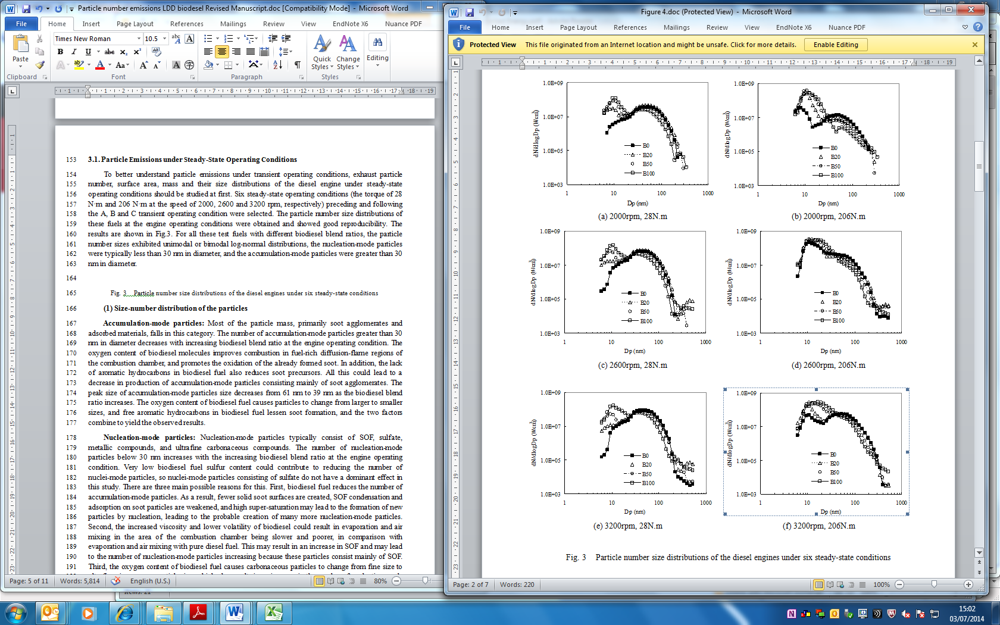 Particle number emissions LDD biodesel Revised Manuscript.doc [Compatibility Mode] - Microsoft Word
File Home Insert Page Layout References Mailings Review View EndNote X6 Nuance PDF
Times New Roman 10.5
Paste
Quick Styles
Change Styles
Editing
Clipboard Font Paragraph Styles
153 3.1. Particle Emissions under Steady-State Operating Conditions
154 To better understand particle emissions under transient operating conditions, exhaust particle
155 number, surface area, mass and their size distributions of the diesel engine under steady-state
156 operating conditions should be studied at first. Six steady-state operating conditions (the torque of 28
157 N·m and 206 N·m at the speed of 2000, 2600 and 3200 rpm, respectively) preceding and following
158 the A, B and C transient operating condition were selected. The particle number size distributions of
159 these fuels at the engine operating conditions were obtained and showed good reproducibility. The
160 results are shown in Fig.3. For all these test fuels with different biodiesel blend ratios, the particle
161 number sizes exhibited unimodal or bimodal log-normal distributions, the nucleation-mode particles
162 were typically less than 30 nm in diameter, and the accumulation-mode particles were greater than 30
163 nm in diameter.
164
165 Fig. 3 Particle number size distributions of the diesel engines under six steady-state conditions
166 (1) Size-number distribution of the particles
167 Accumulation-mode particles: Most of the particle mass, primarily soot agglomerates and
168 adsorbed materials, falls in this category. The number of accumulation-mode particles greater than 30
169 nm in diameter decreases with increasing biodiesel blend ratio at the engine operating condition. The
170 oxygen content of biodiesel molecules improves combustion in fuel-rich diffusion-flame regions of
171 the combustion chamber, and promotes the oxidation of the already formed soot. In addition, the lack
172 of aromatic hydrocarbons in biodiesel fuel also reduces soot precursors. All this could lead to a
173 decrease in production of accumulation-mode particles consisting mainly of soot agglomerates. The
174 peak size of accumulation-mode particles size decreases from 61 nm to 39 nm as the biodiesel blend
175 ratio increases. The oxygen content of biodiesel fuel causes particles to change from larger to smaller
176 sizes, and free aromatic hydrocarbons in biodiesel fuel lessen soot formation, and the two factors
177 combine to yield the observed results.
178 Nucleation-mode particles: Nucleation-mode particles typically consist of SOF, sulfate,
179 metallic compounds, and ultrafine carbonaceous compounds. The number of nucleation-mode
180 particles below 30 nm increases with the increasing biodiesel blend ratio at the engine operating
181 condition. Very low biodiesel fuel sulfur content could contribute to reducing the number of
182 nuclei-mode particles, so nuclei-mode particles consisting of sulfate do not have a dominant effect in
183 this study. There are three main possible reasons for this. First, biodiesel fuel reduces the number of
184 accumulation-mode particles. As a result, fewer solid soot surfaces are created, SOF condensation and
185 adsorption on soot particles are weakened, and high super-saturation may lead to the formation of new
186 particles by nucleation, leading to the probable creation of many more nucleation-mode particles.
187 Second, the increased viscosity and lower volatility of biodiesel could result in evaporation and air
188 mixing in the area of the combustion chamber being slower and poorer, in comparison with
189 evaporation and air mixing with pure diesel fuel. This may result in an increase in SOF and may lead
190 to the number of nucleation-mode particles increasing because these particles consist mainly of SOF.
191 Third, the oxygen content of biodiesel fuel causes carbonaceous particles to change from fine size to
Page: 5 of 11 Words: 5,814 English (U.S.) 80%
Items: 21
Figure 4.doc (Protected View) - Microsoft Word
File Home Insert Page Layout References Mailings Review View EndNote X6 Nuance PDF
Protected View This file originated from an Internet location and might be unsafe. Click for more details. Enable Editing
dN/dlogDp (#/cm3)
1.0E+09
1.0E+07
1.0E+05
1.0E+03
B0
B20
B50
B100
1 10 100 1000
Dp (nm)
(a) 2000rpm, 28N.m
dN/dlogDp (#/cm3)
1.0E+09
1.0E+07
1.0E+05
1.0E+03
B0
B20
B50
B100
1 10 100 1000
Dp (nm)
(b) 2000rpm, 206N.m
dN/dlogDp (#/cm3)
1.0E+09
1.0E+07
1.0E+05
1.0E+03
B0
B20
B50
B100
1 10 100 1000
Dp (nm)
(c) 2600rpm, 28N.m
dN/dlogDp (#/cm3)
1.0E+09
1.0E+07
1.0E+05
1.0E+03
B0
B20
B50
B100
1 10 100 1000
Dp (nm)
(d) 2600rpm, 206N.m
dN/dlogDp (#/cm3)
1.0E+09
1.0E+07
1.0E+05
1.0E+03
B0
B20
B50
B100
1 10 100 1000
Dp (nm)
(e) 3200rpm, 28N.m
dN/dlogDp (#/cm3)
1.0E+09
1.0E+07
1.0E+05
1.0E+03
B0
B20
B50
B100
1 10 100 1000
Dp (nm)
(f) 3200rpm, 206N.m
Fig. 3 Particle number size distributions of the diesel engines under six steady-state conditions
Page: 2 of 7 Words: 220 100%
15:02
03/07/2014